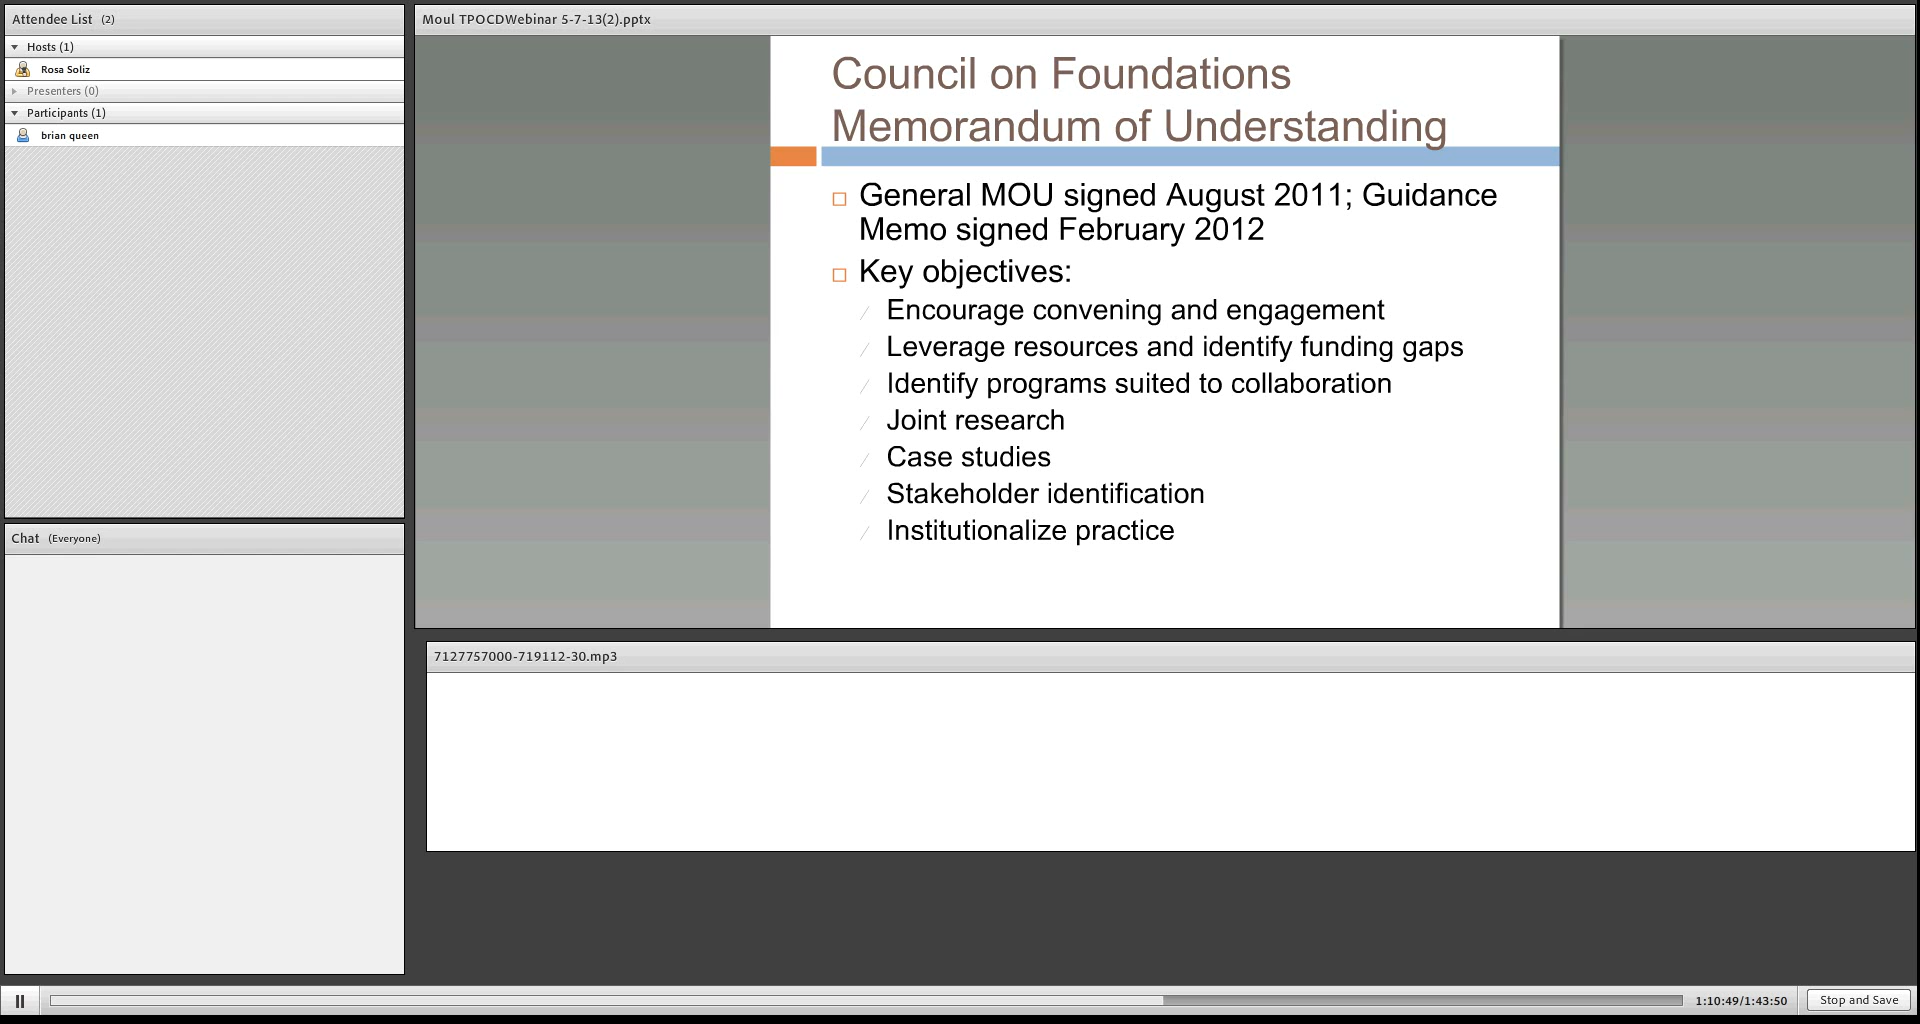 Attendee List (2)
Hosts (1)
Rosa Soliz
Presenters (0)
Participants (1)
brian queen
Chat (Everyone)
Moul TPOCDWebinar 5-7-13(2).pptx
Council on Foundations
Memorandum of Understanding
General MOU signed August 2011; Guidance
Memo signed February 2012
Key objectives:
Encourage convening and engagement
Leverage resources and identify funding gaps
Identify programs suited to collaboration
Joint research
Case studies
Stakeholder identification
Institutionalize practice
7127757000-719112-30.mp3
1:10:49/1:43:50
Stop and Save